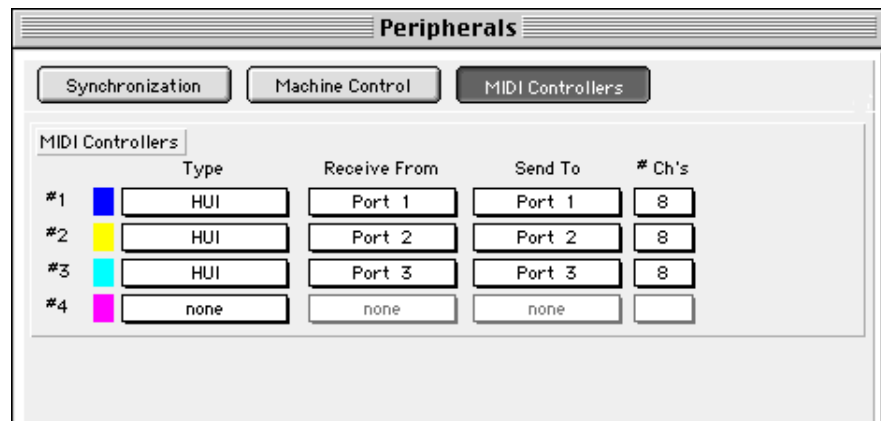 Peripherals
Synchronization Machine Control MIDI Controllers
MIDI Controllers
Type Receive From Send To # Ch's
#1 HUI Port 1 Port 1 8
#2 HUI Port 2 Port 2 8
#3 HUI Port 3 Port 3 8
#4 none none none